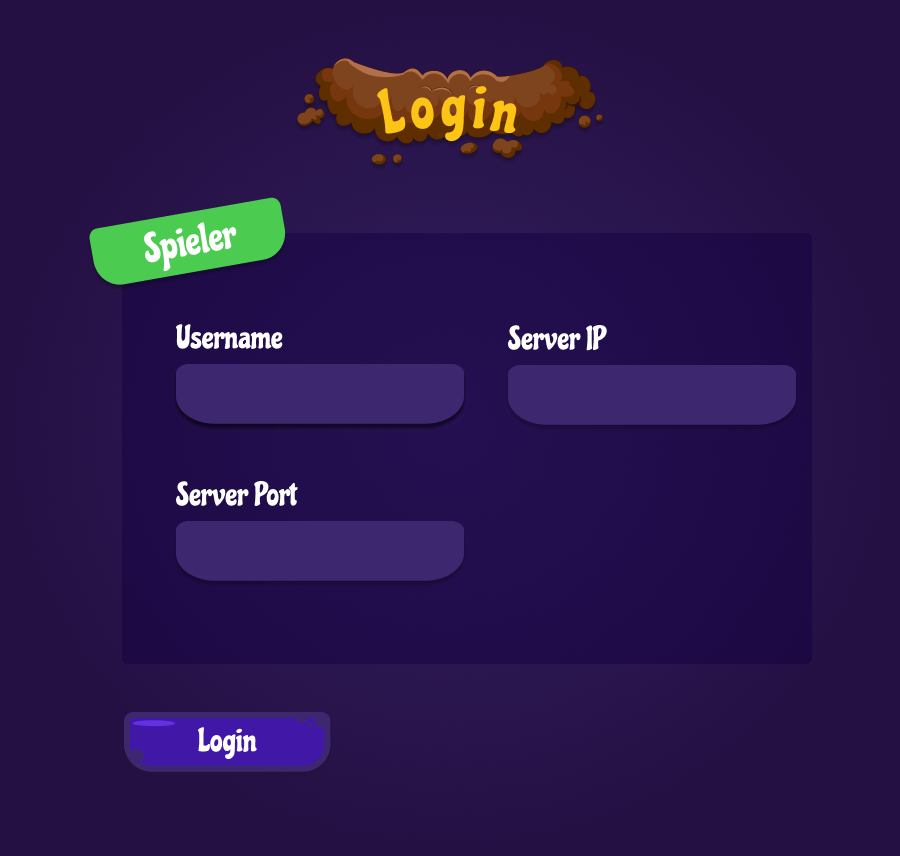 Login
Spieler
Username
Server IP
Server Port
Login